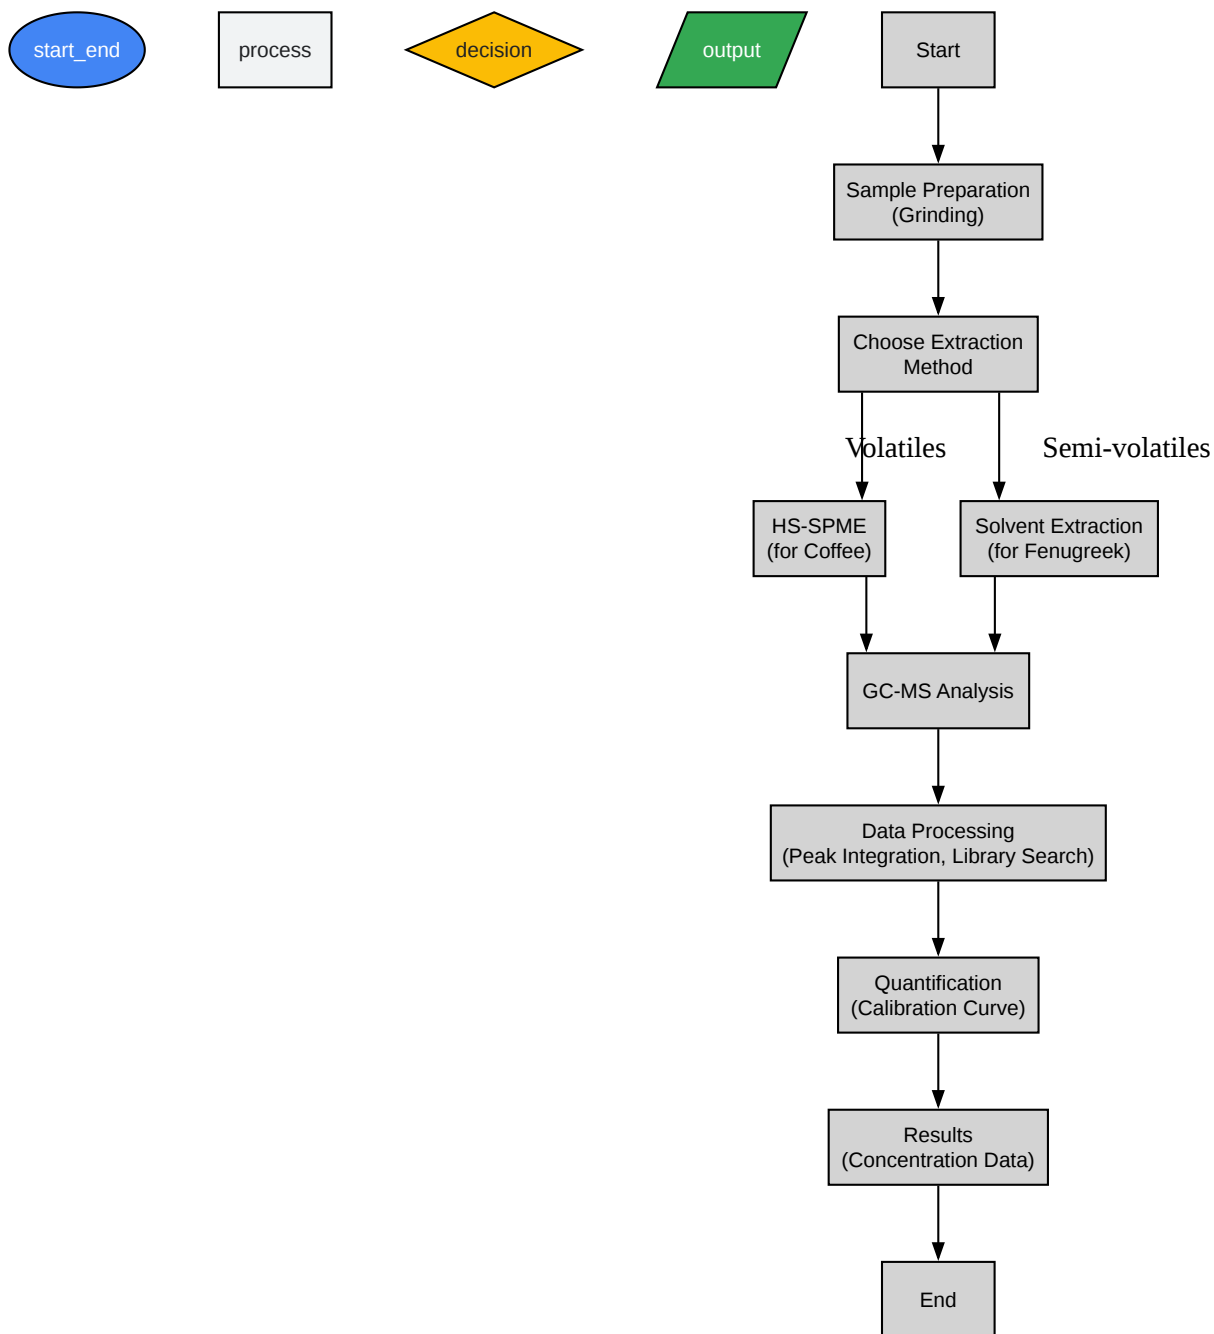 start_end
process
decision
output
Start
Sample Preparation
(Grinding)
Choose Extraction
Method
Volatiles
Semi-volatiles
HS-SPME
(for Coffee)
Solvent Extraction
(for Fenugreek)
GC-MS Analysis
Data Processing
(Peak Integration, Library Search)
Quantification
(Calibration Curve)
Results
(Concentration Data)
End